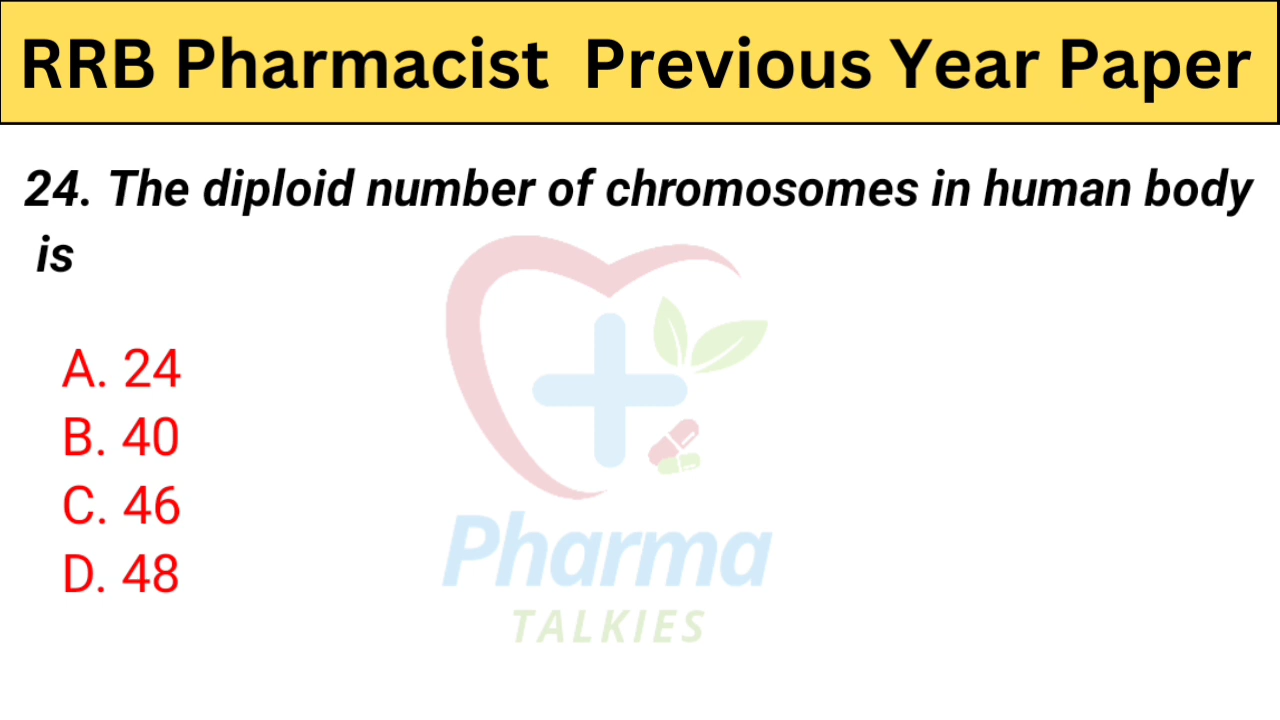 RRB Pharmacist Previous Year Paper
24. The diploid number of chromosomes in human body
is
A. 24
B. 40
C. 46
D. 48
Pharma
TALKIES